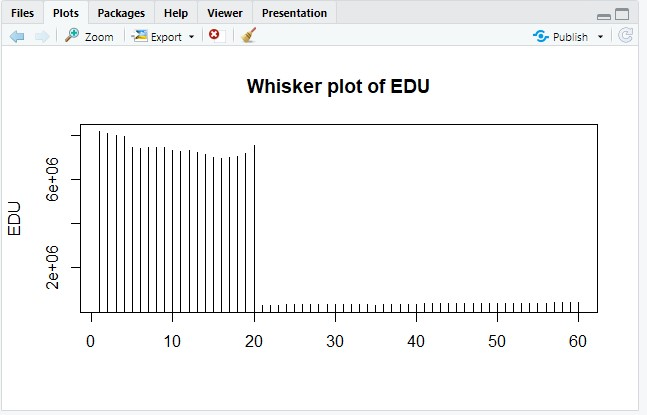 Files Plots Packages Help Viewer Presentation
Zoom Export Publish
Whisker plot of EDU
EDU
6e+06
2e+06
0 10 20 30 40 50 60